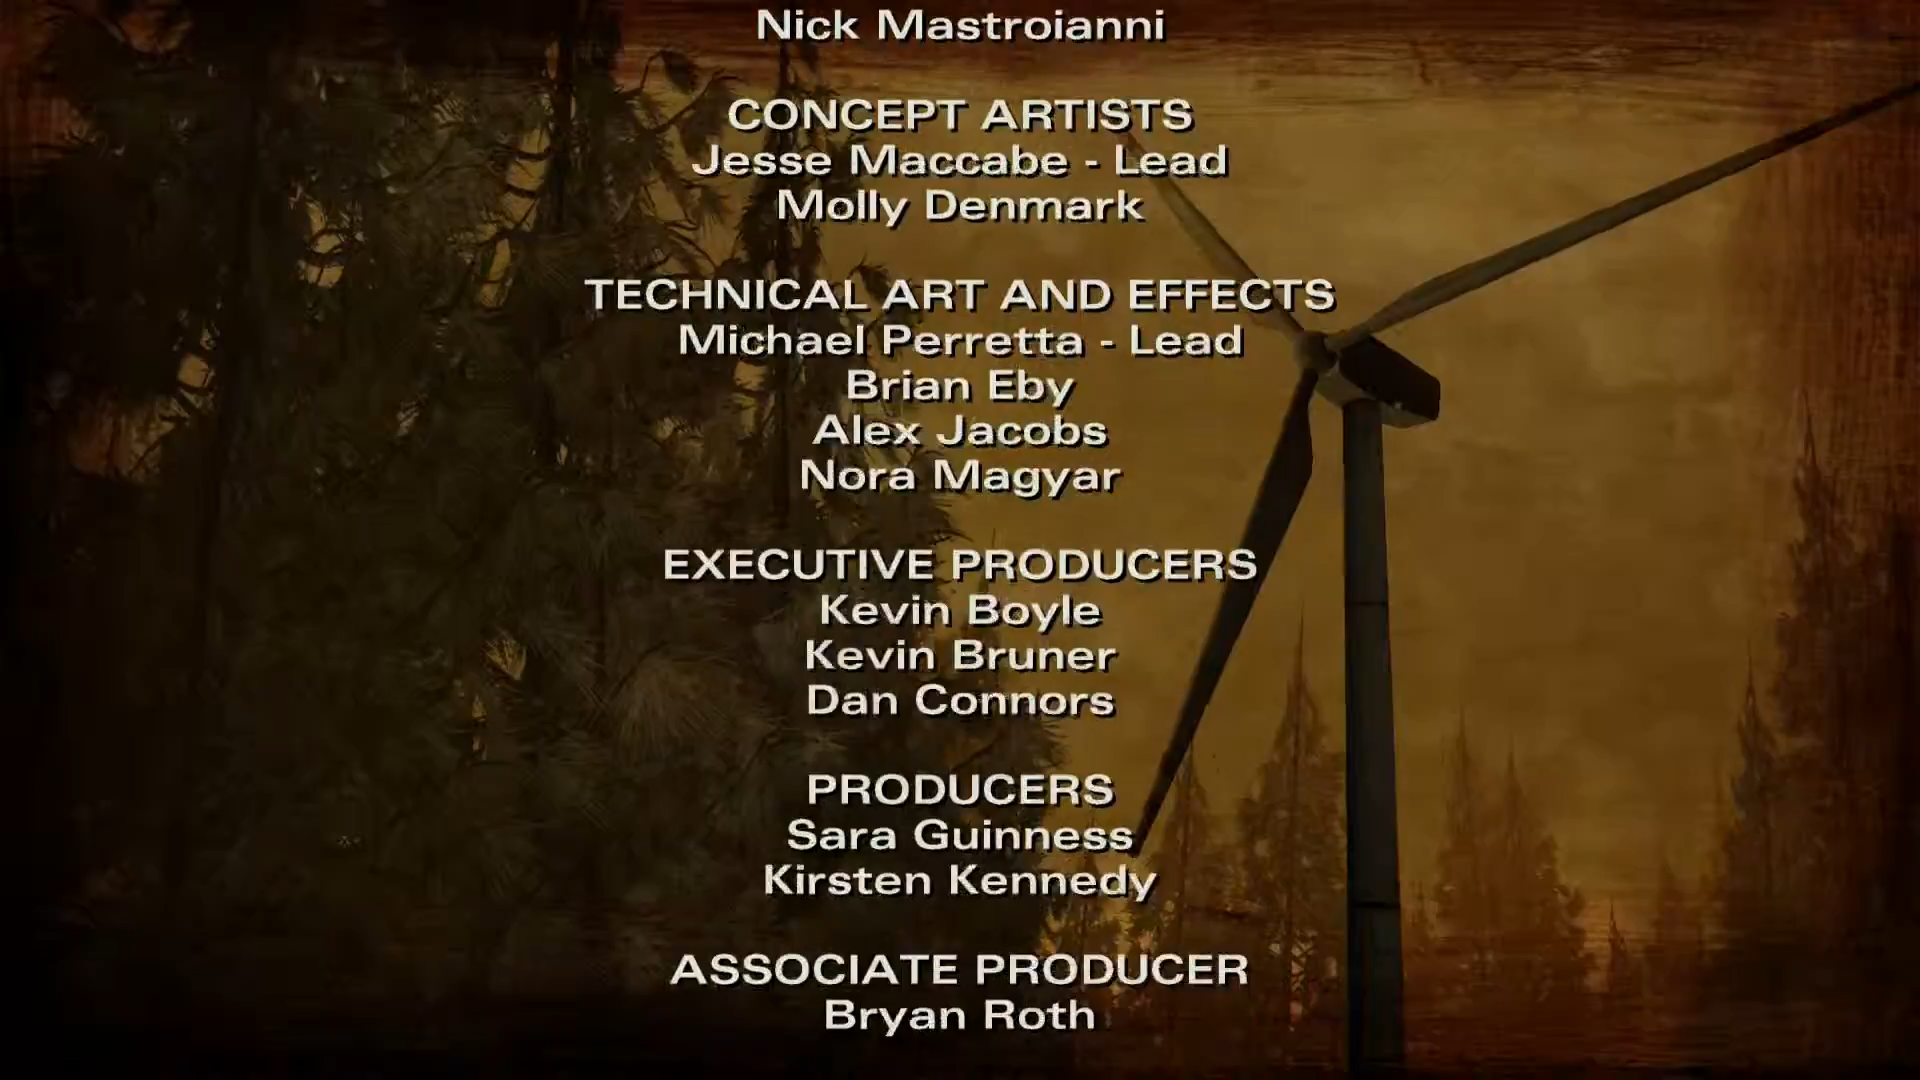 Nick Mastroianni
CONCEPT ARTISTS
Jesse Maccabe - Lead
Molly Denmark
TECHNICAL ART AND EFFECTS
Michael Perretta - Lead
Brian Eby
Alex Jacobs
Nora Magyar
EXECUTIVE PRODUCERS
Kevin Boyle
Kevin Bruner
Dan Connors
PRODUCERS
Sara Guinness
Kirsten Kennedy
ASSOCIATE PRODUCER
Bryan Roth